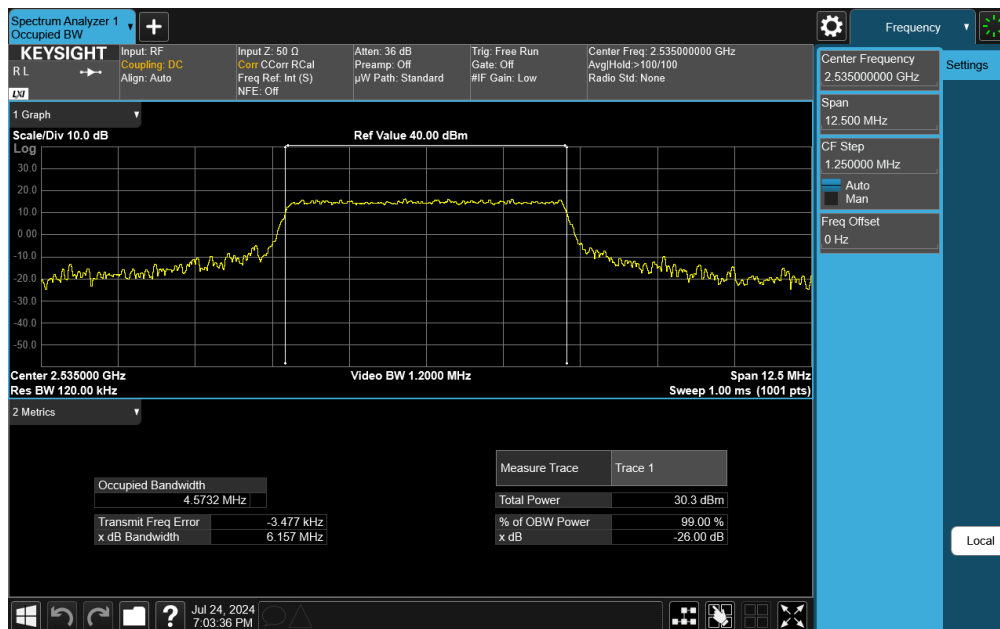 Spectrum Analyzer 1
Occupied BW
Frequency
KEYSIGHT
R L
LXI
Input: RF
Coupling: DC
Align: Auto
Input Z: 50 Ω
Corr CCorr RCal
Freq Ref: Int (S)
NFE: Off
Atten: 36 dB
Preamp: Off
µW Path: Standard
Trig: Free Run
Gate: Off
#IF Gain: Low
Center Freq: 2.535000000 GHz
Avg|Hold:>100/100
Radio Std: None
Center Frequency
2.535000000 GHz
Settings
Span
12.500 MHz
CF Step
1.250000 MHz
Auto
Man
Freq Offset
0 Hz
Local
1 Graph
Scale/Div 10.0 dB
Ref Value 40.00 dBm
Log
30.0
20.0
10.0
0.00
-10.0
-20.0
-30.0
-40.0
-50.0
Center 2.535000 GHz
Video BW 1.2000 MHz
Span 12.5 MHz
Res BW 120.00 kHz
Sweep 1.00 ms (1001 pts)
2 Metrics
Occupied Bandwidth
4.5732 MHz
Transmit Freq Error -3.477 kHz
x dB Bandwidth 6.157 MHz
Measure Trace Trace 1
Total Power 30.3 dBm
% of OBW Power 99.00 %
x dB -26.00 dB
Jul 24, 2024
7:03:36 PM